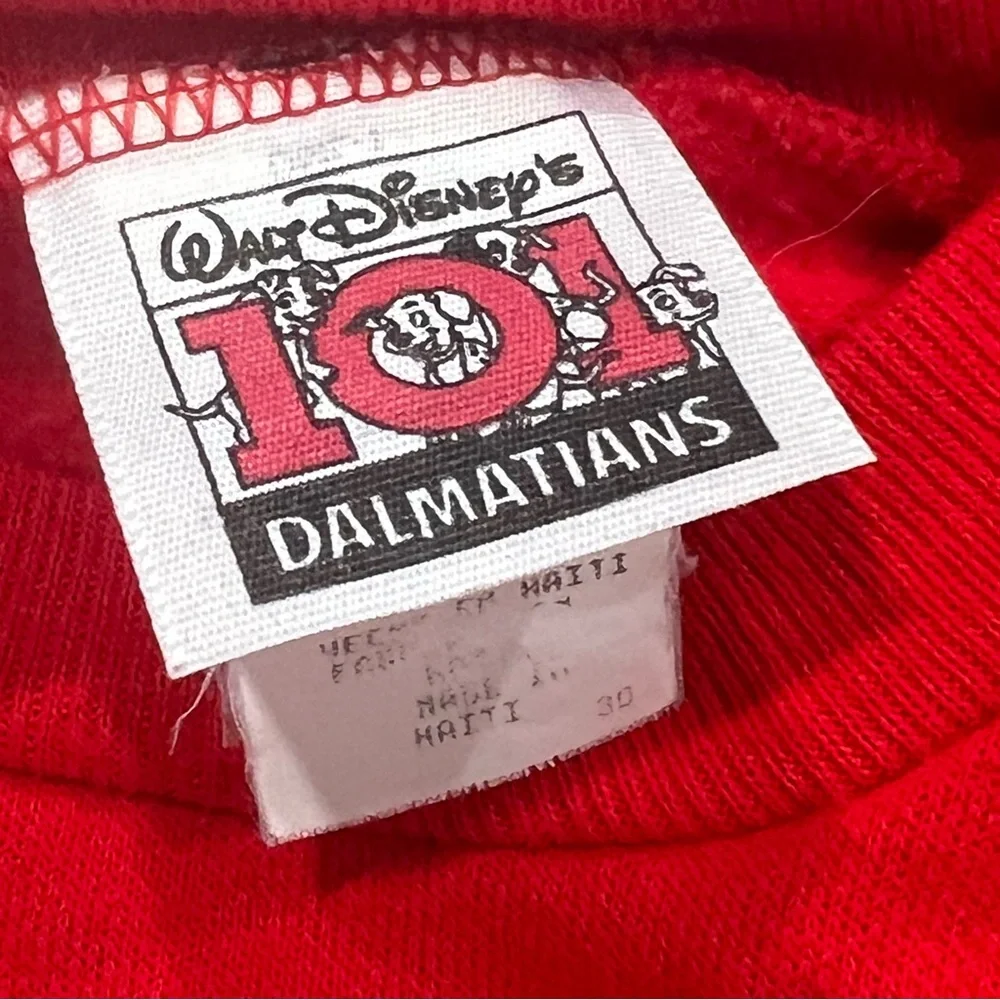 WALT DISNEY'S
101
DALMATIANS
HAITI
MADE IN
HAITI 30